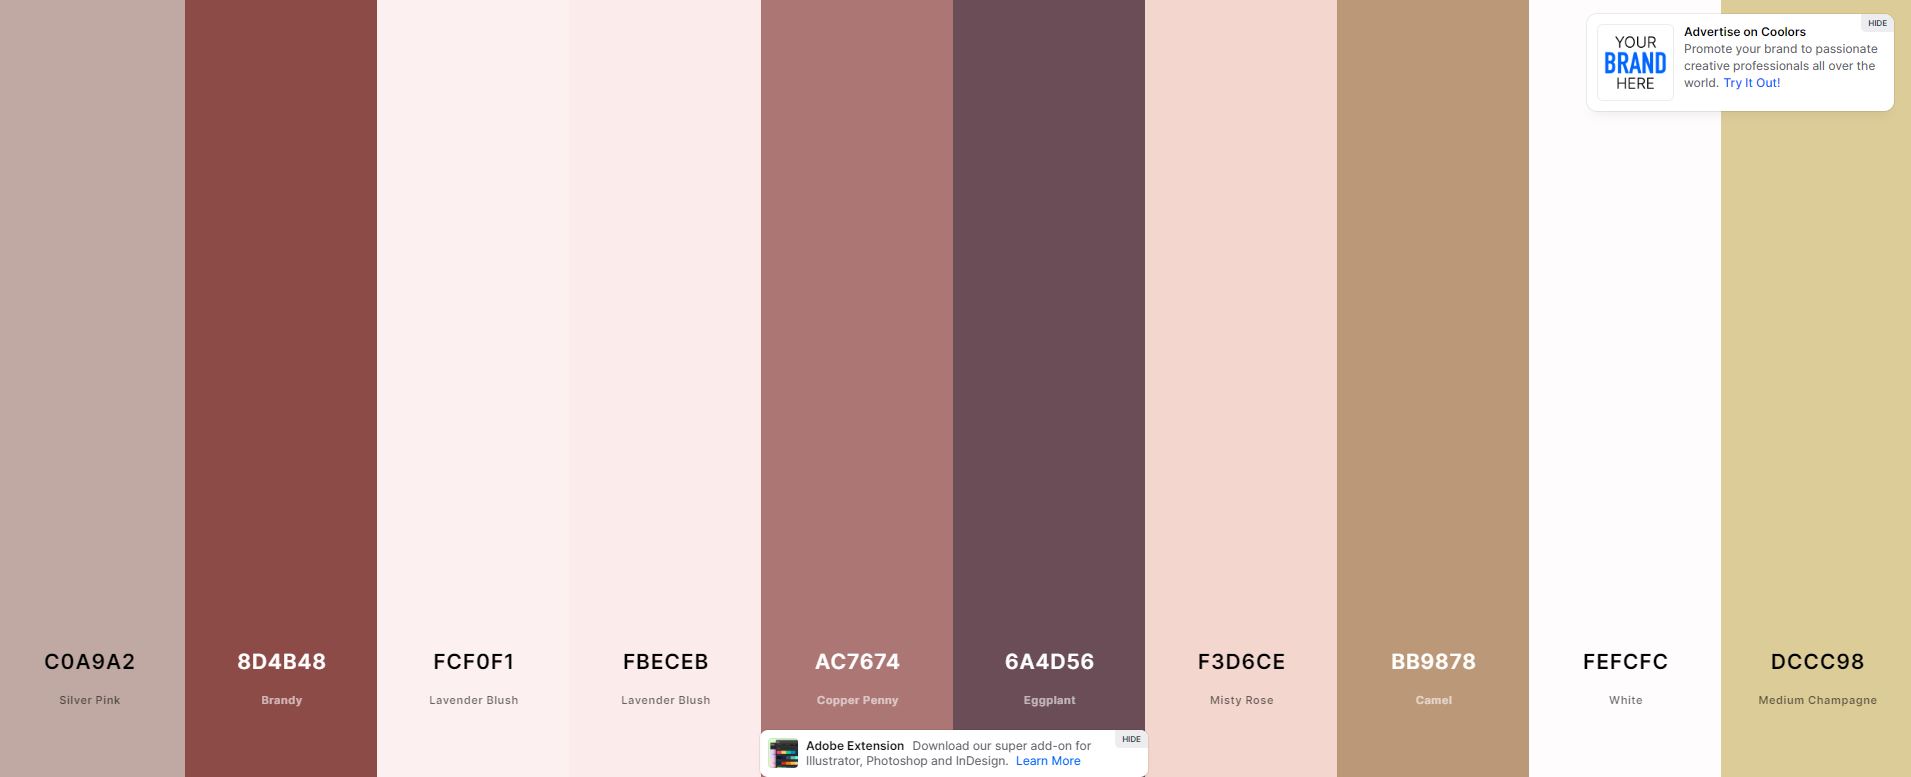 YOUR
BRAND
HERE
Advertise on Coolors
HIDE
Promote your brand to passionate
creative professionals all over the
world. Try It Out!
C0A9A2
Silver Pink
8D4B48
Brandy
FCF0F1
Lavender Blush
FBECEB
Lavender Blush
AC7674
Copper Penny
6A4D56
Eggplant
F3D6CE
Misty Rose
BB9878
Camel
FEFCFC
White
DCCC98
Medium Champagne
Adobe Extension Download our super add-on for
HIDE
Illustrator, Photoshop and InDesign. Learn More